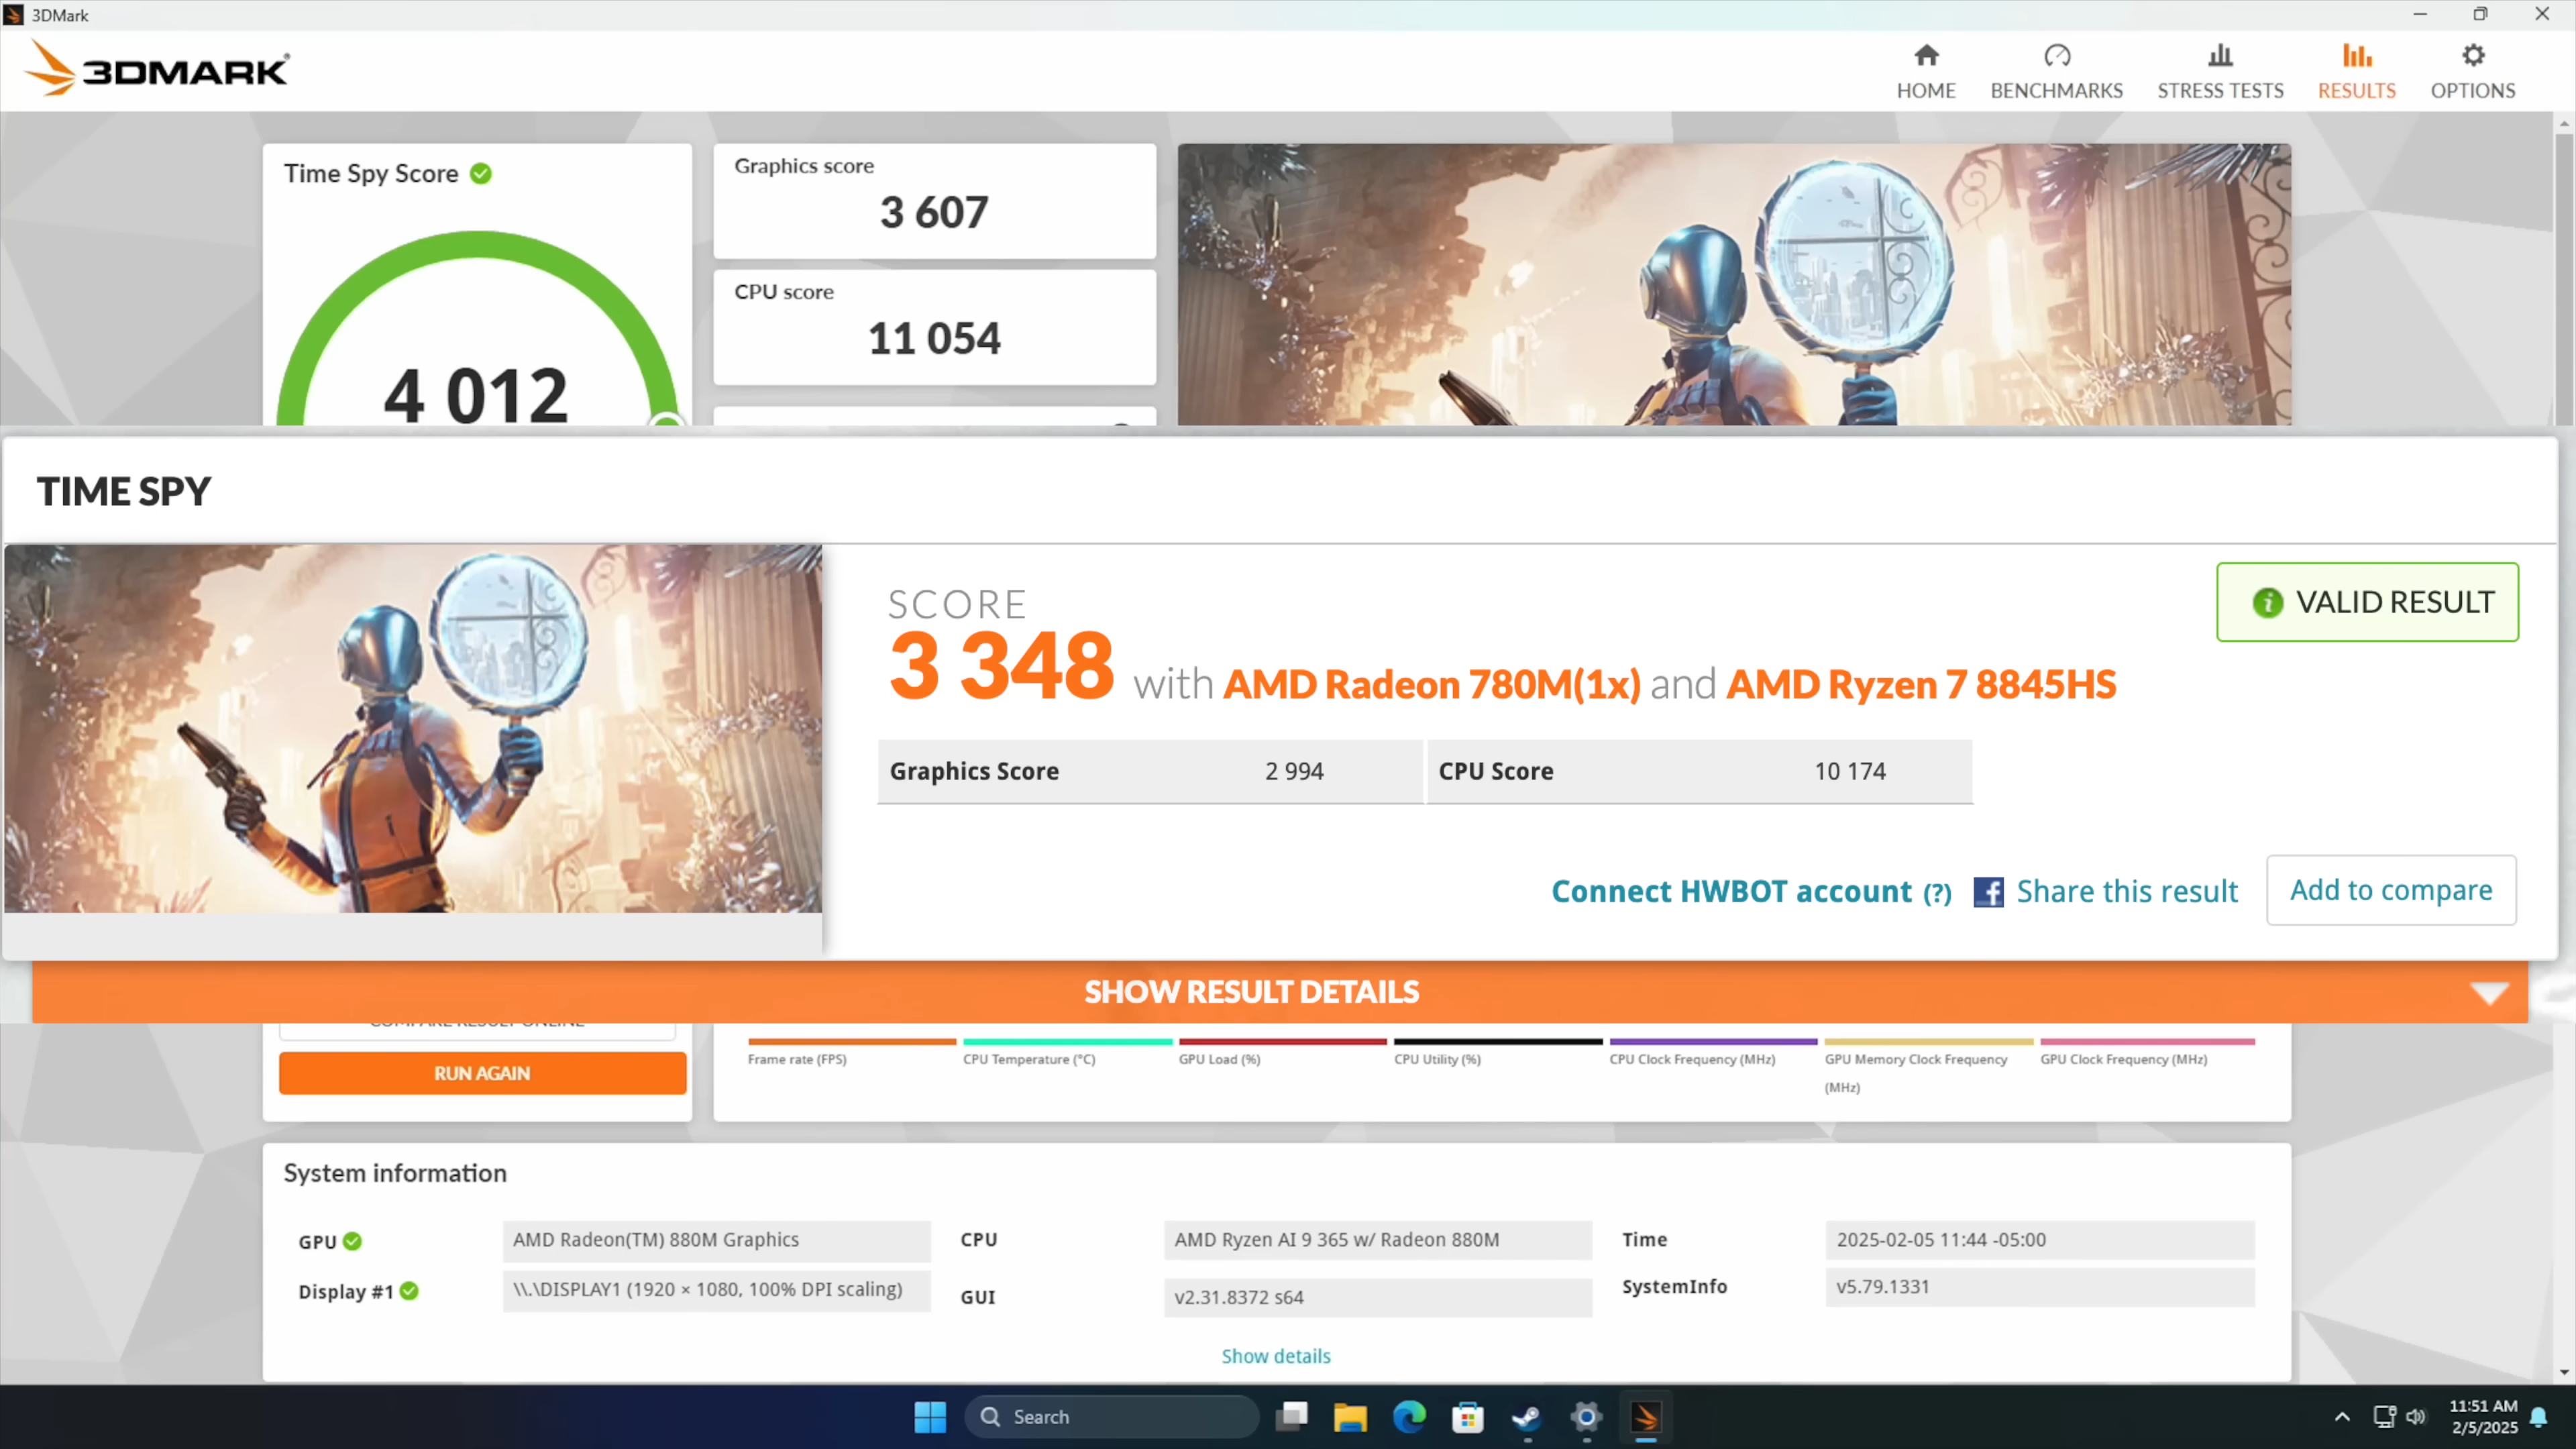 3DMark
3DMARK
HOME
BENCHMARKS
STRESS TESTS
RESULTS
OPTIONS
Time Spy Score
4 012
Graphics score
3 607
CPU score
11 054
TIME SPY
SCORE
3 348 with AMD Radeon 780M(1x) and AMD Ryzen 7 8845HS
VALID RESULT
Graphics Score 2 994
CPU Score 10 174
Connect HWBOT account (?)
Share this result
Add to compare
SHOW RESULT DETAILS
COMPARE RESULT ONLINE
RUN AGAIN
Frame rate (FPS)
CPU Temperature (°C)
GPU Load (%)
CPU Utility (%)
CPU Clock Frequency (MHz)
GPU Memory Clock Frequency
(MHz)
GPU Clock Frequency (MHz)
System information
GPU
AMD Radeon(TM) 880M Graphics
CPU
AMD Ryzen AI 9 365 w/ Radeon 880M
Time
2025-02-05 11:44 -05:00
Display #1
\\.\DISPLAY1 (1920 × 1080, 100% DPI scaling)
GUI
v2.31.8372 s64
SystemInfo
v5.79.1331
Show details
Search
11:51 AM
2/5/2025